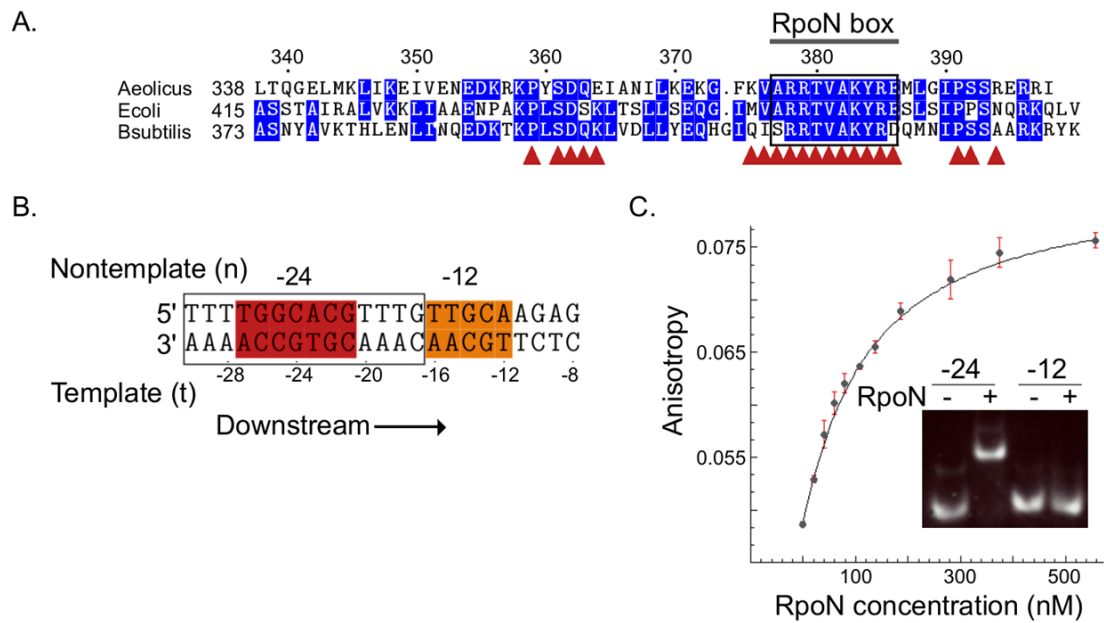 A.
RpoN box
340 350 360 370 380 390
Aeolicus 338 LTQGELMKLIKEIVENEDKRKPYSDQEIANILKEKG.FKVARRTVAKYREMLGIPSSRERRI
Ecoli 415 ASSTAIRALVKKLIAAENPAKPLSDSKLTSLLSEQG.IMVARRTVAKYRESLSIPPSNQRKQLV
Bsubtilis 373 ASNYAVKTHLENLINQEDKTKPLSDQKLVDLLYEQHGIQISRRTVAKYRDQMNIPSSAARKRYK
B.
Nontemplate (n) -24 -12
5' TTTTGGCACGTTTGTTGCAAGAG
3' AAAACCGTGCAAACAACGTTCTC
-28 -24 -20 -16 -12 -8
Template (t)
Downstream
C.
Anisotropy
0.075
0.065
0.055
-24 -12
RpoN - + - +
100 300 500
RpoN concentration (nM)